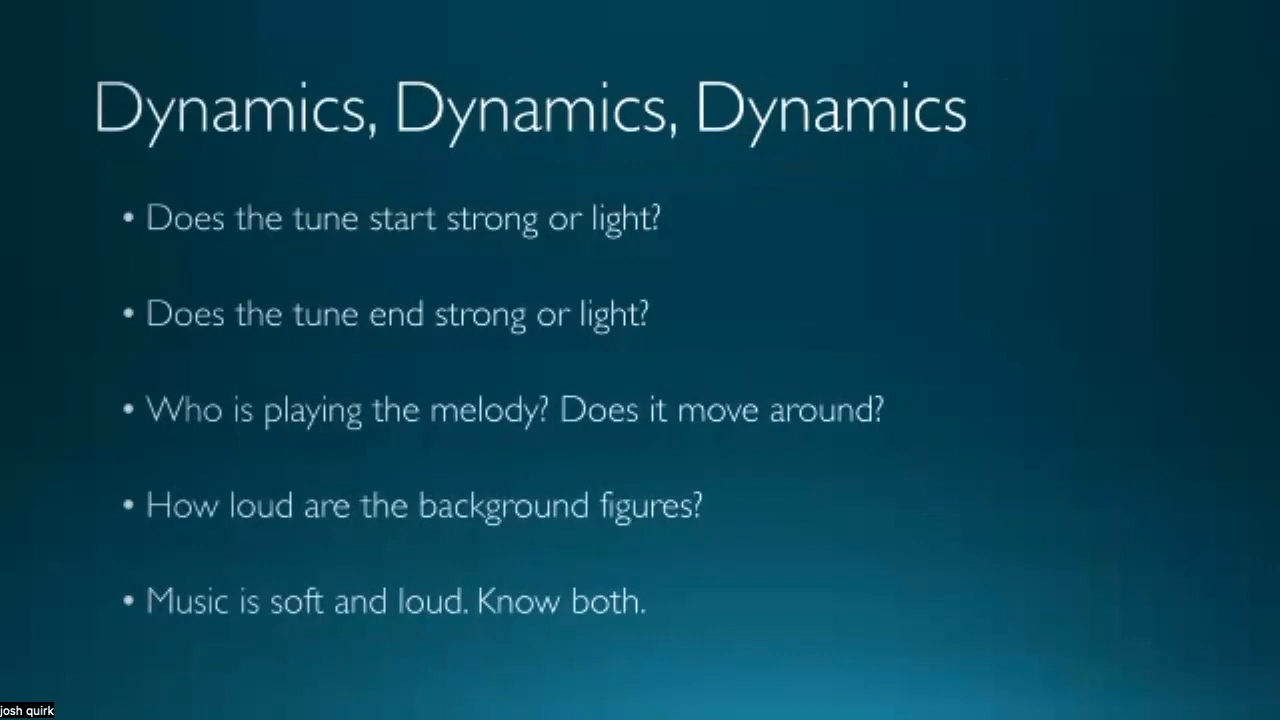 Dynamics, Dynamics, Dynamics
• Does the tune start strong or light?
• Does the tune end strong or light?
• Who is playing the melody? Does it move around?
• How loud are the background figures?
• Music is soft and loud. Know both.
josh quirk